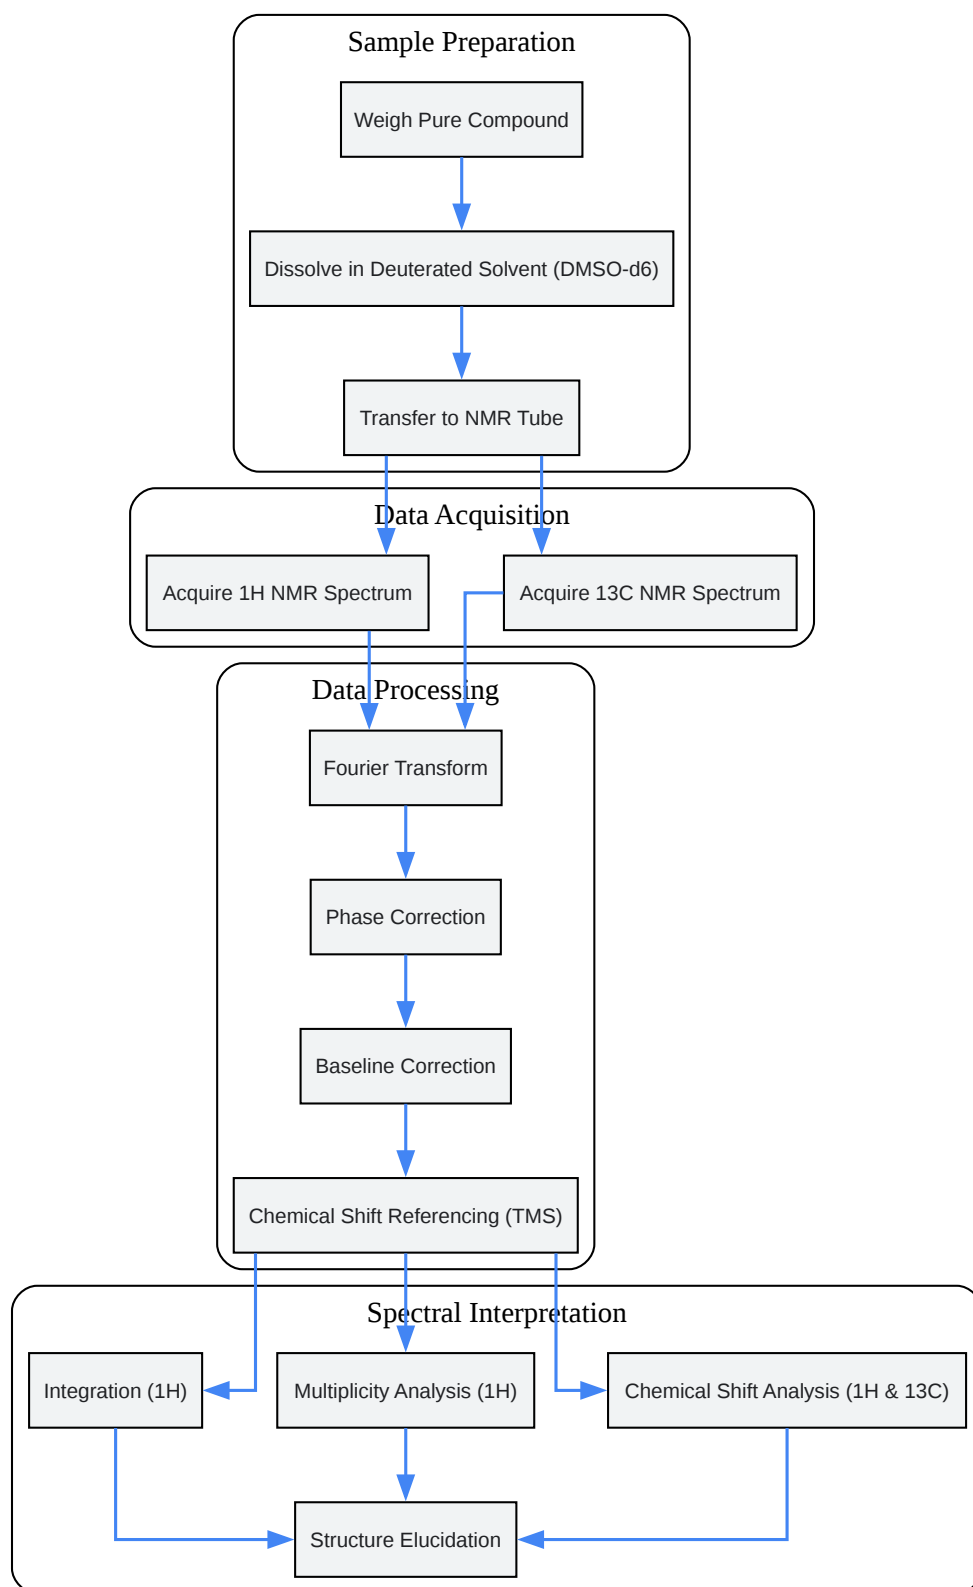 Sample Preparation
Weigh Pure Compound
Dissolve in Deuterated Solvent (DMSO-d6)
Transfer to NMR Tube
Data Acquisition
Acquire 1H NMR Spectrum
Acquire 13C NMR Spectrum
Data Processing
Fourier Transform
Phase Correction
Baseline Correction
Chemical Shift Referencing (TMS)
Spectral Interpretation
Integration (1H)
Multiplicity Analysis (1H)
Chemical Shift Analysis (1H & 13C)
Structure Elucidation